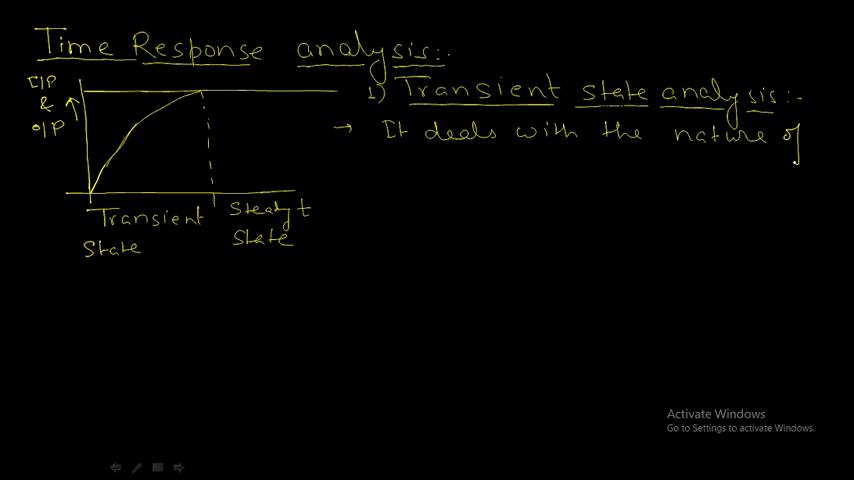 Time Response analysis:-
I/P
&
o/P
1) Transient state analysis:-
→ It deals with the nature of
Transient
State
Steady t
State
Activate Windows
Go to Settings to activate Windows.